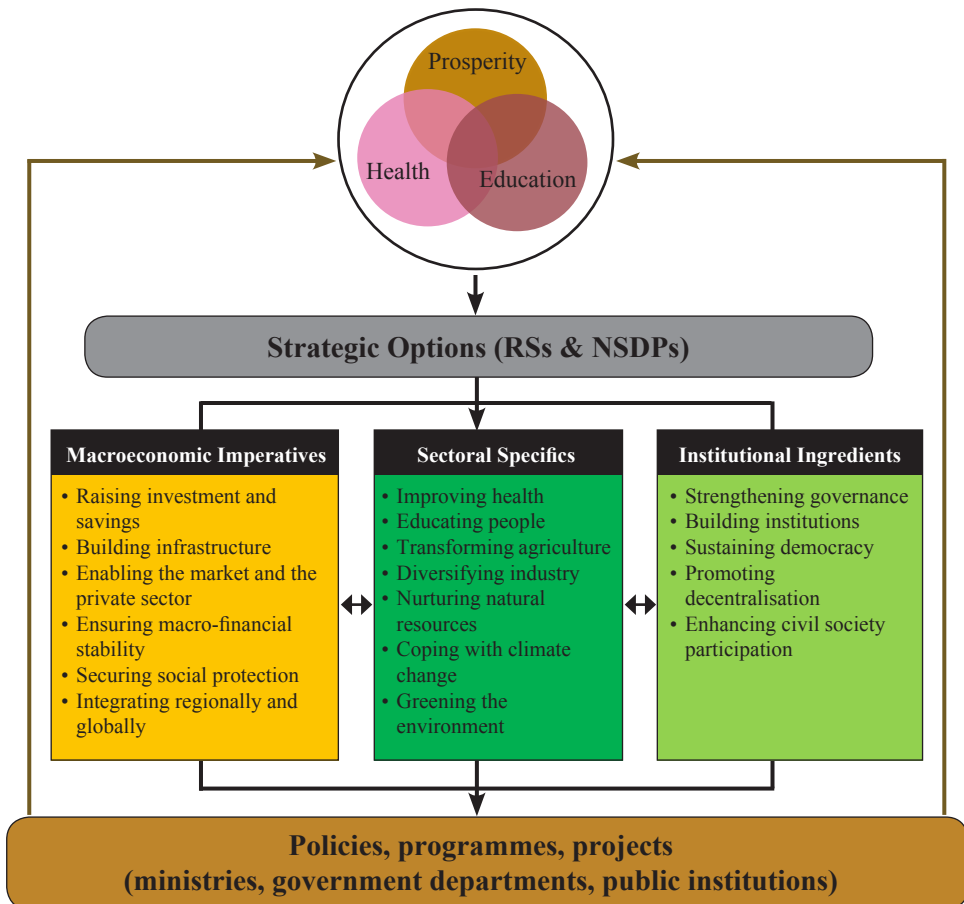 Prosperity
Health
Education
Strategic Options (RSs & NSDPs)
Macroeconomic Imperatives
• Raising investment and
savings
• Building infrastructure
• Enabling the market and the
private sector
• Ensuring macro-financial
stability
• Securing social protection
• Integrating regionally and
globally
Sectoral Specifics
• Improving health
• Educating people
• Transforming agriculture
• Diversifying industry
• Nurturing natural
resources
• Coping with climate
change
• Greening the
environment
Institutional Ingredients
• Strengthening governance
• Building institutions
• Sustaining democracy
• Promoting
decentralisation
• Enhancing civil society
participation
Policies, programmes, projects
(ministries, government departments, public institutions)